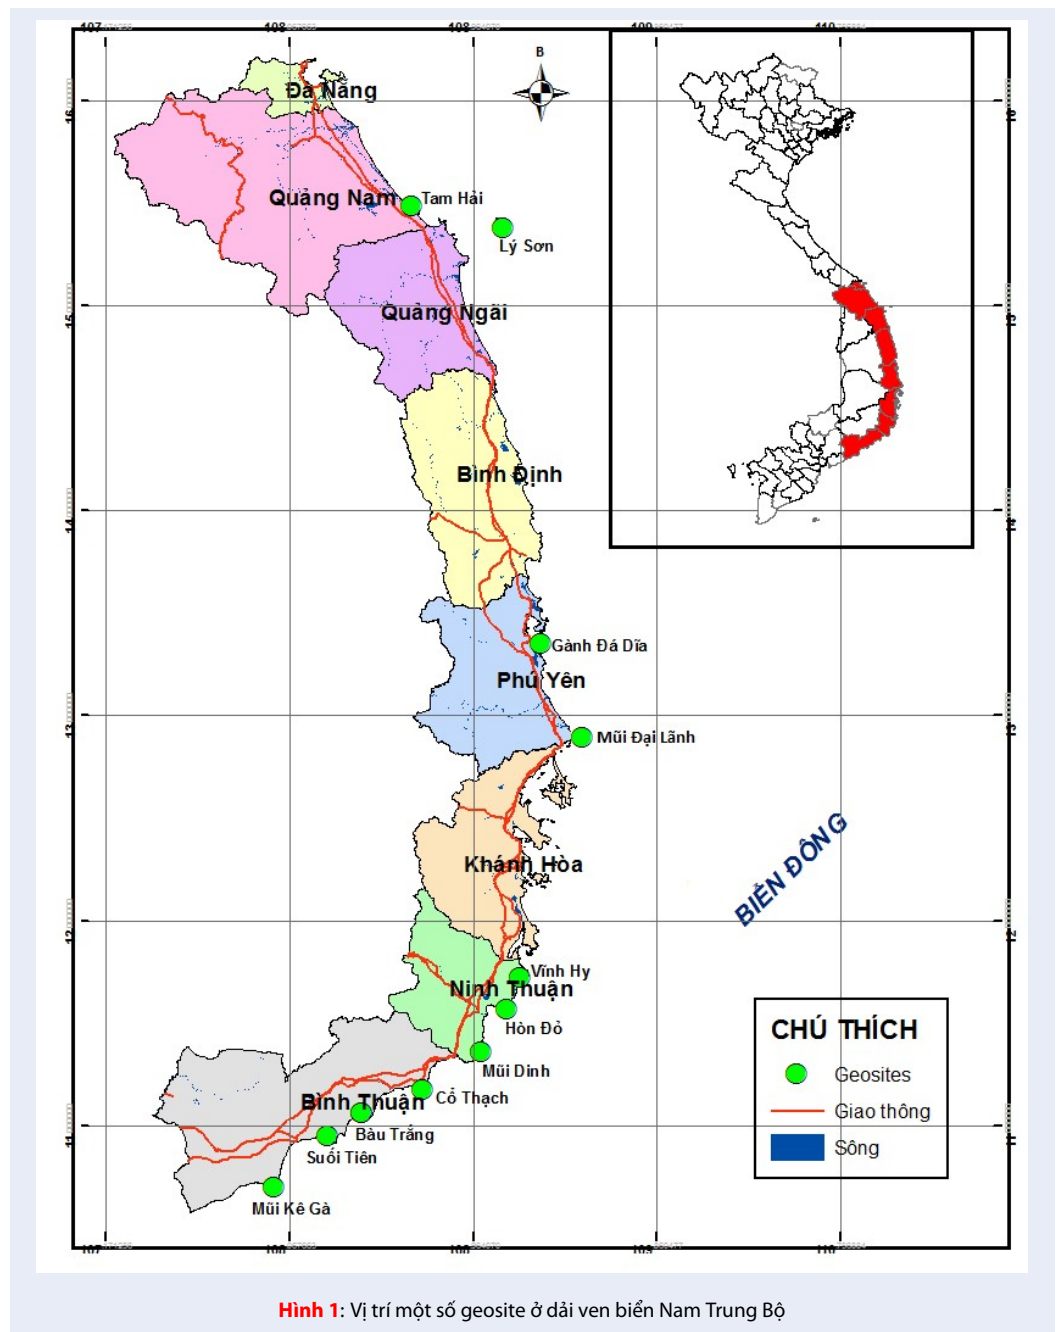 B
Đà Nẵng
Quảng Nam
Tam Hải
Lý Sơn
Quảng Ngãi
Bình Định
Gành Đá Dĩa
Phú Yên
Mũi Đại Lãnh
BIỂN ĐÔNG
Khánh Hòa
Vĩnh Hy
Ninh Thuận
Hòn Đỏ
Mũi Dinh
Cổ Thạch
Bình Thuận
Bàu Trắng
Suối Tiên
Mũi Kê Gà
CHÚ THÍCH
Geosites
Giao thông
Sông
Hình 1: Vị trí một số geosite ở dải ven biển Nam Trung Bộ